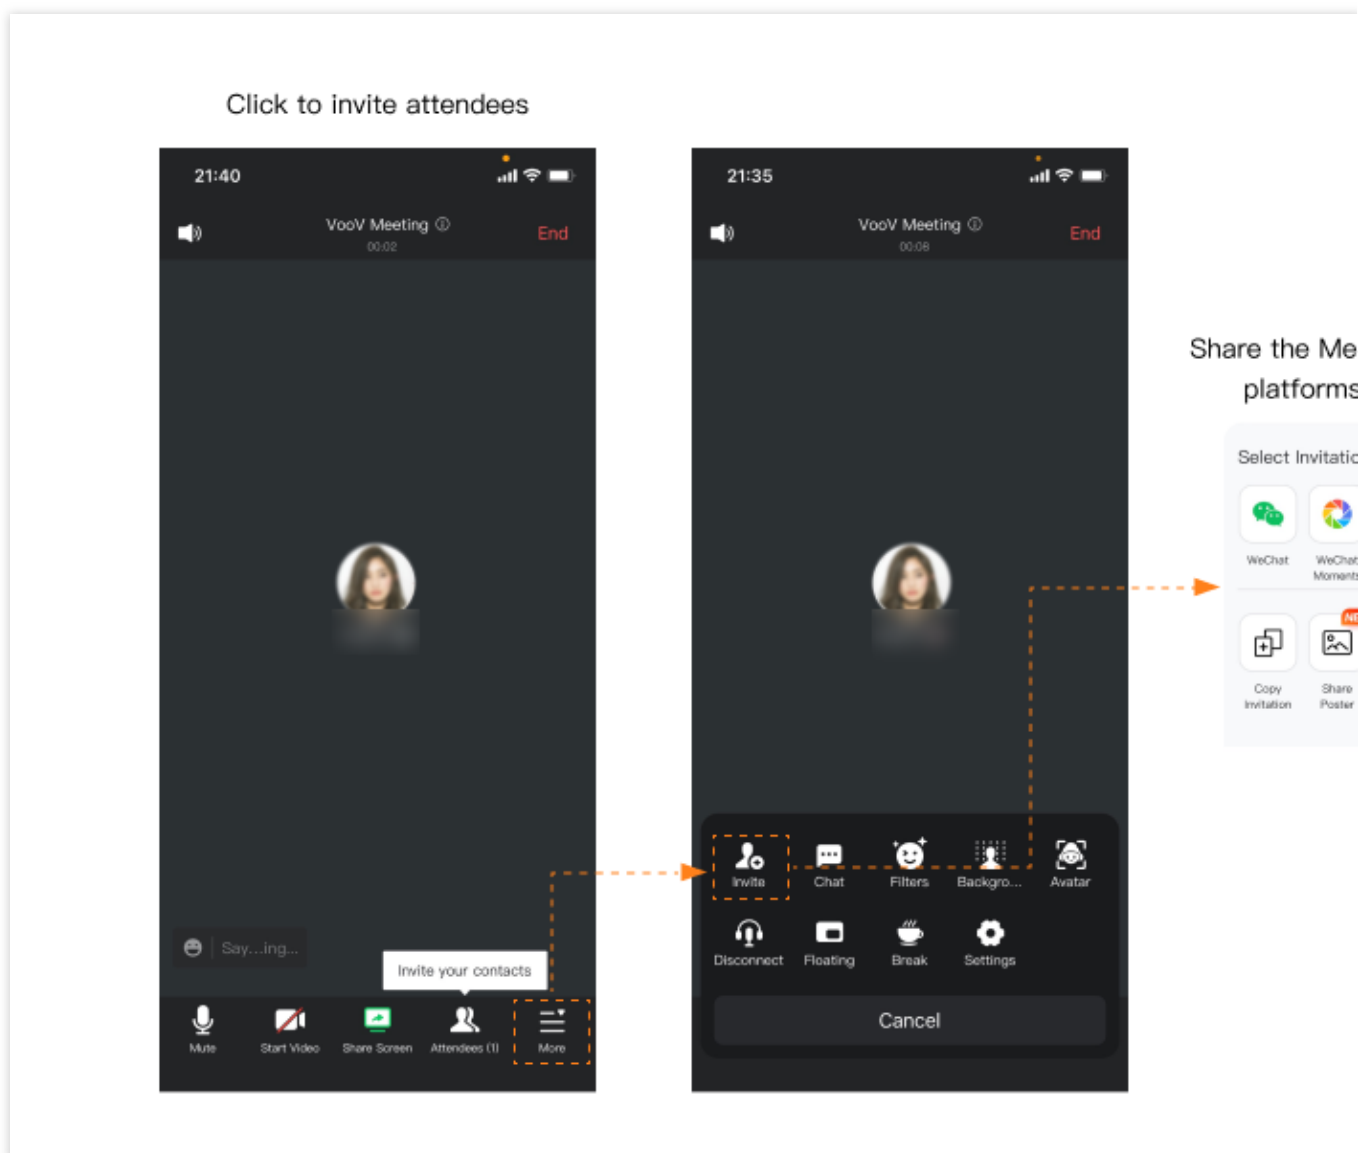 Click to invite attendees
21:40
VooV Meeting
00:02
End
Say...ing...
Invite your contacts
Mute
Start Video
Share Screen
Attendees (1)
More
21:35
VooV Meeting
00:08
End
Invite
Chat
Filters
Backgro...
Avatar
Disconnect
Floating
Break
Settings
Cancel
Share the Me
platforms
Select Invitatio
WeChat
WeChat
Moments
NE
Copy
Invitation
Share
Poster